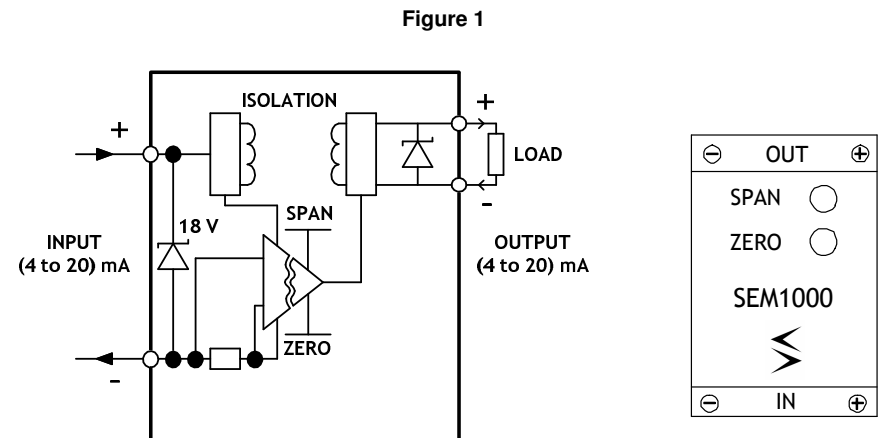 Figure 1
ISOLATION
+
+
LOAD
-
18 V
SPAN
INPUT
(4 to 20) mA
OUTPUT
(4 to 20) mA
ZERO
-
OUT
SPAN
ZERO
SEM1000
IN